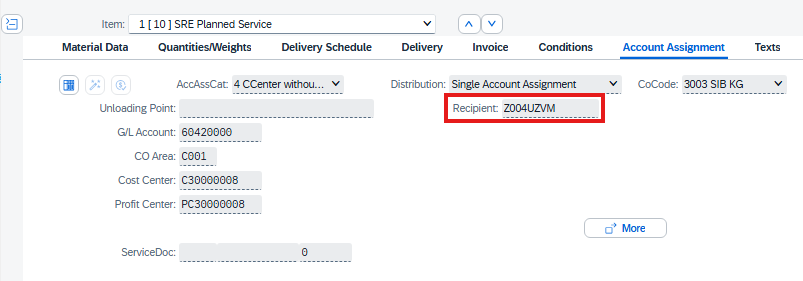 Item: 1 [ 10 ] SRE Planned Service
Material Data Quantities/Weights Delivery Schedule Delivery Invoice Conditions Account Assignment Texts
AccAssCat: 4 CCenter withou... Distribution: Single Account Assignment CoCode: 3003 SIB KG
Unloading Point: Recipient: Z004UZVM
G/L Account: 60420000
CO Area: C001
Cost Center: C30000008
Profit Center: PC30000008
More
ServiceDoc: 0